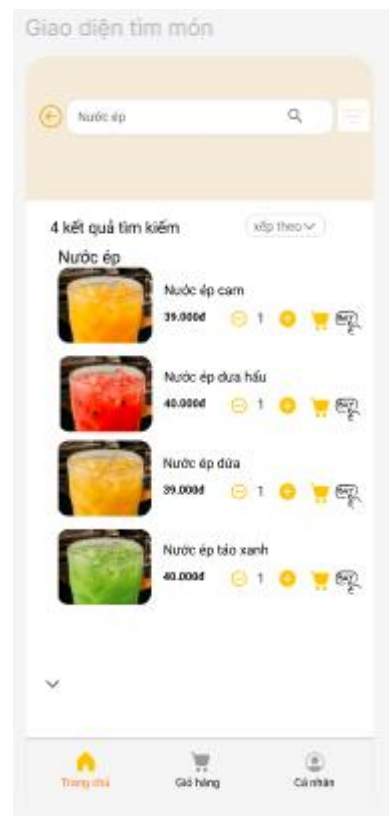 Giao diện tìm món
Nước ép
4 kết quả tìm kiếm
xếp theo
Nước ép
Nước ép cam
39.000đ
1
Nước ép dưa hấu
40.000đ
1
Nước ép dứa
39.000đ
1
Nước ép táo xanh
40.000đ
1
Trang chủ
Giỏ hàng
Cá nhân